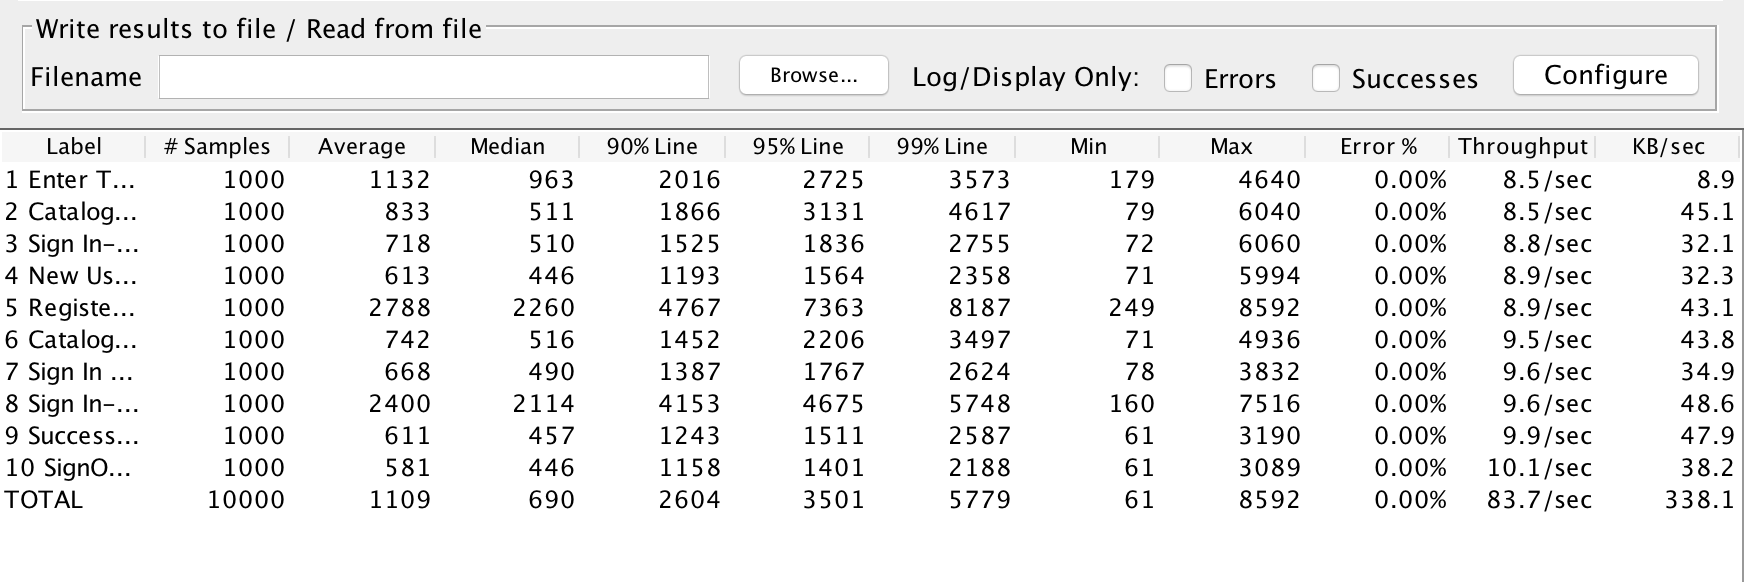 Write results to file / Read from file
Filename Browse... Log/Display Only: Errors Successes Configure
Label # Samples Average Median 90% Line 95% Line 99% Line Min Max Error % Throughput KB/sec
1 Enter T... 1000 1132 963 2016 2725 3573 179 4640 0.00% 8.5/sec 8.9
2 Catalog... 1000 833 511 1866 3131 4617 79 6040 0.00% 8.5/sec 45.1
3 Sign In-... 1000 718 510 1525 1836 2755 72 6060 0.00% 8.8/sec 32.1
4 New Us... 1000 613 446 1193 1564 2358 71 5994 0.00% 8.9/sec 32.3
5 Registe... 1000 2788 2260 4767 7363 8187 249 8592 0.00% 8.9/sec 43.1
6 Catalog... 1000 742 516 1452 2206 3497 71 4936 0.00% 9.5/sec 43.8
7 Sign In ... 1000 668 490 1387 1767 2624 78 3832 0.00% 9.6/sec 34.9
8 Sign In-... 1000 2400 2114 4153 4675 5748 160 7516 0.00% 9.6/sec 48.6
9 Success... 1000 611 457 1243 1511 2587 61 3190 0.00% 9.9/sec 47.9
10 SignO... 1000 581 446 1158 1401 2188 61 3089 0.00% 10.1/sec 38.2
TOTAL 10000 1109 690 2604 3501 5779 61 8592 0.00% 83.7/sec 338.1